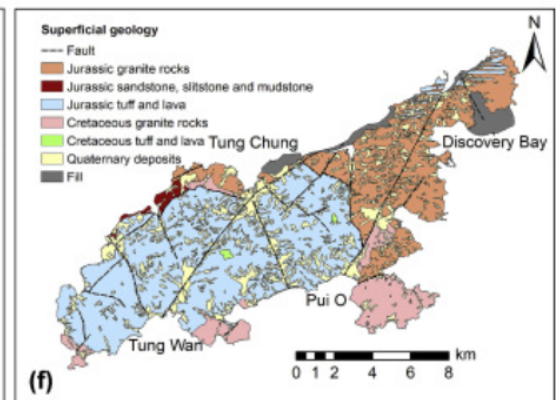 Superficial geology
N
Fault
Jurassic granite rocks
Jurassic sandstone, slitstone and mudstone
Jurassic tuff and lava
Cretaceous granite rocks
Cretaceous tuff and lava
Tung Chung
Discovery Bay
Quaternary deposits
Fill
Pui O
Tung Wan
km
0 1 2 4 6 8
(f)